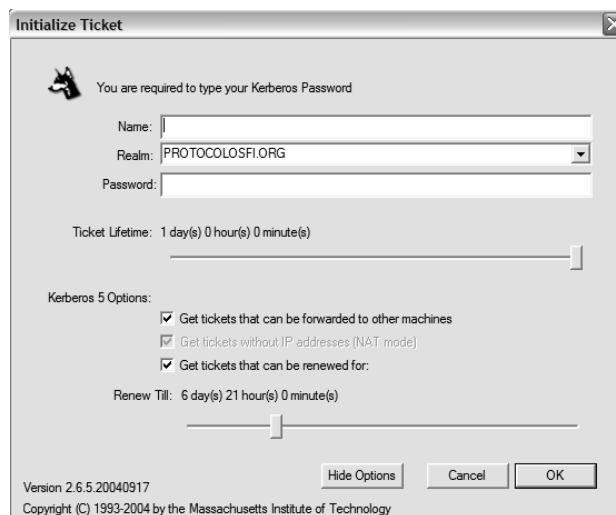 Initialize Ticket
You are required to type your Kerberos Password
Name:
Realm: PROTOCOLOSFI.ORG
Password:
Ticket Lifetime: 1 day(s) 0 hour(s) 0 minute(s)
Kerberos 5 Options:
Get tickets that can be forwarded to other machines
Get tickets without IP addresses (NAT mode)
Get tickets that can be renewed for:
Renew Till: 6 day(s) 21 hour(s) 0 minute(s)
Hide Options Cancel OK
Version 2.6.5.20040917
Copyright (C) 1993-2004 by the Massachusetts Institute of Technology